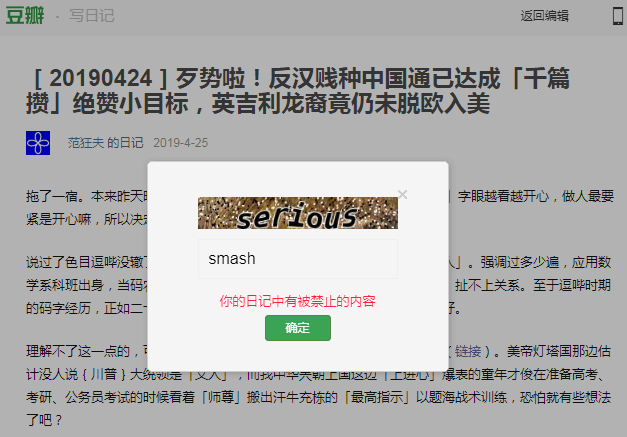 豆瓣 · 写日记 返回编辑
[ 20190424 ] 歹势啦！反汉贱种中国通已达成「千篇
攒」绝赞小目标，英吉利龙裔竟仍未脱欧入美
范狂夫 的日记 2019-4-25
×
拖了一宿。本来昨天 字眼越看越开心，做人最要
serious
紧是开心嘛，所以决
smash
说过了色目逗哗没辙了 」。强调过多少遍，应用数
学系科班出身，当码农 扯不上关系。至于逗哗时期
你的日记中有被禁止的内容
的码字经历，正如二十 好。
确定
理解不了这一点的， （链接）。美帝灯塔国那边估
计没人说｛川普｝大统领是「文人」，而我中华天朝上国这边「上进心」爆表的童年才俊在准备高考、
考研、公务员考试的时候看着「师尊」搬出汗牛充栋的「最高指示」以题海战术训练，恐怕就有些想法
了吧？